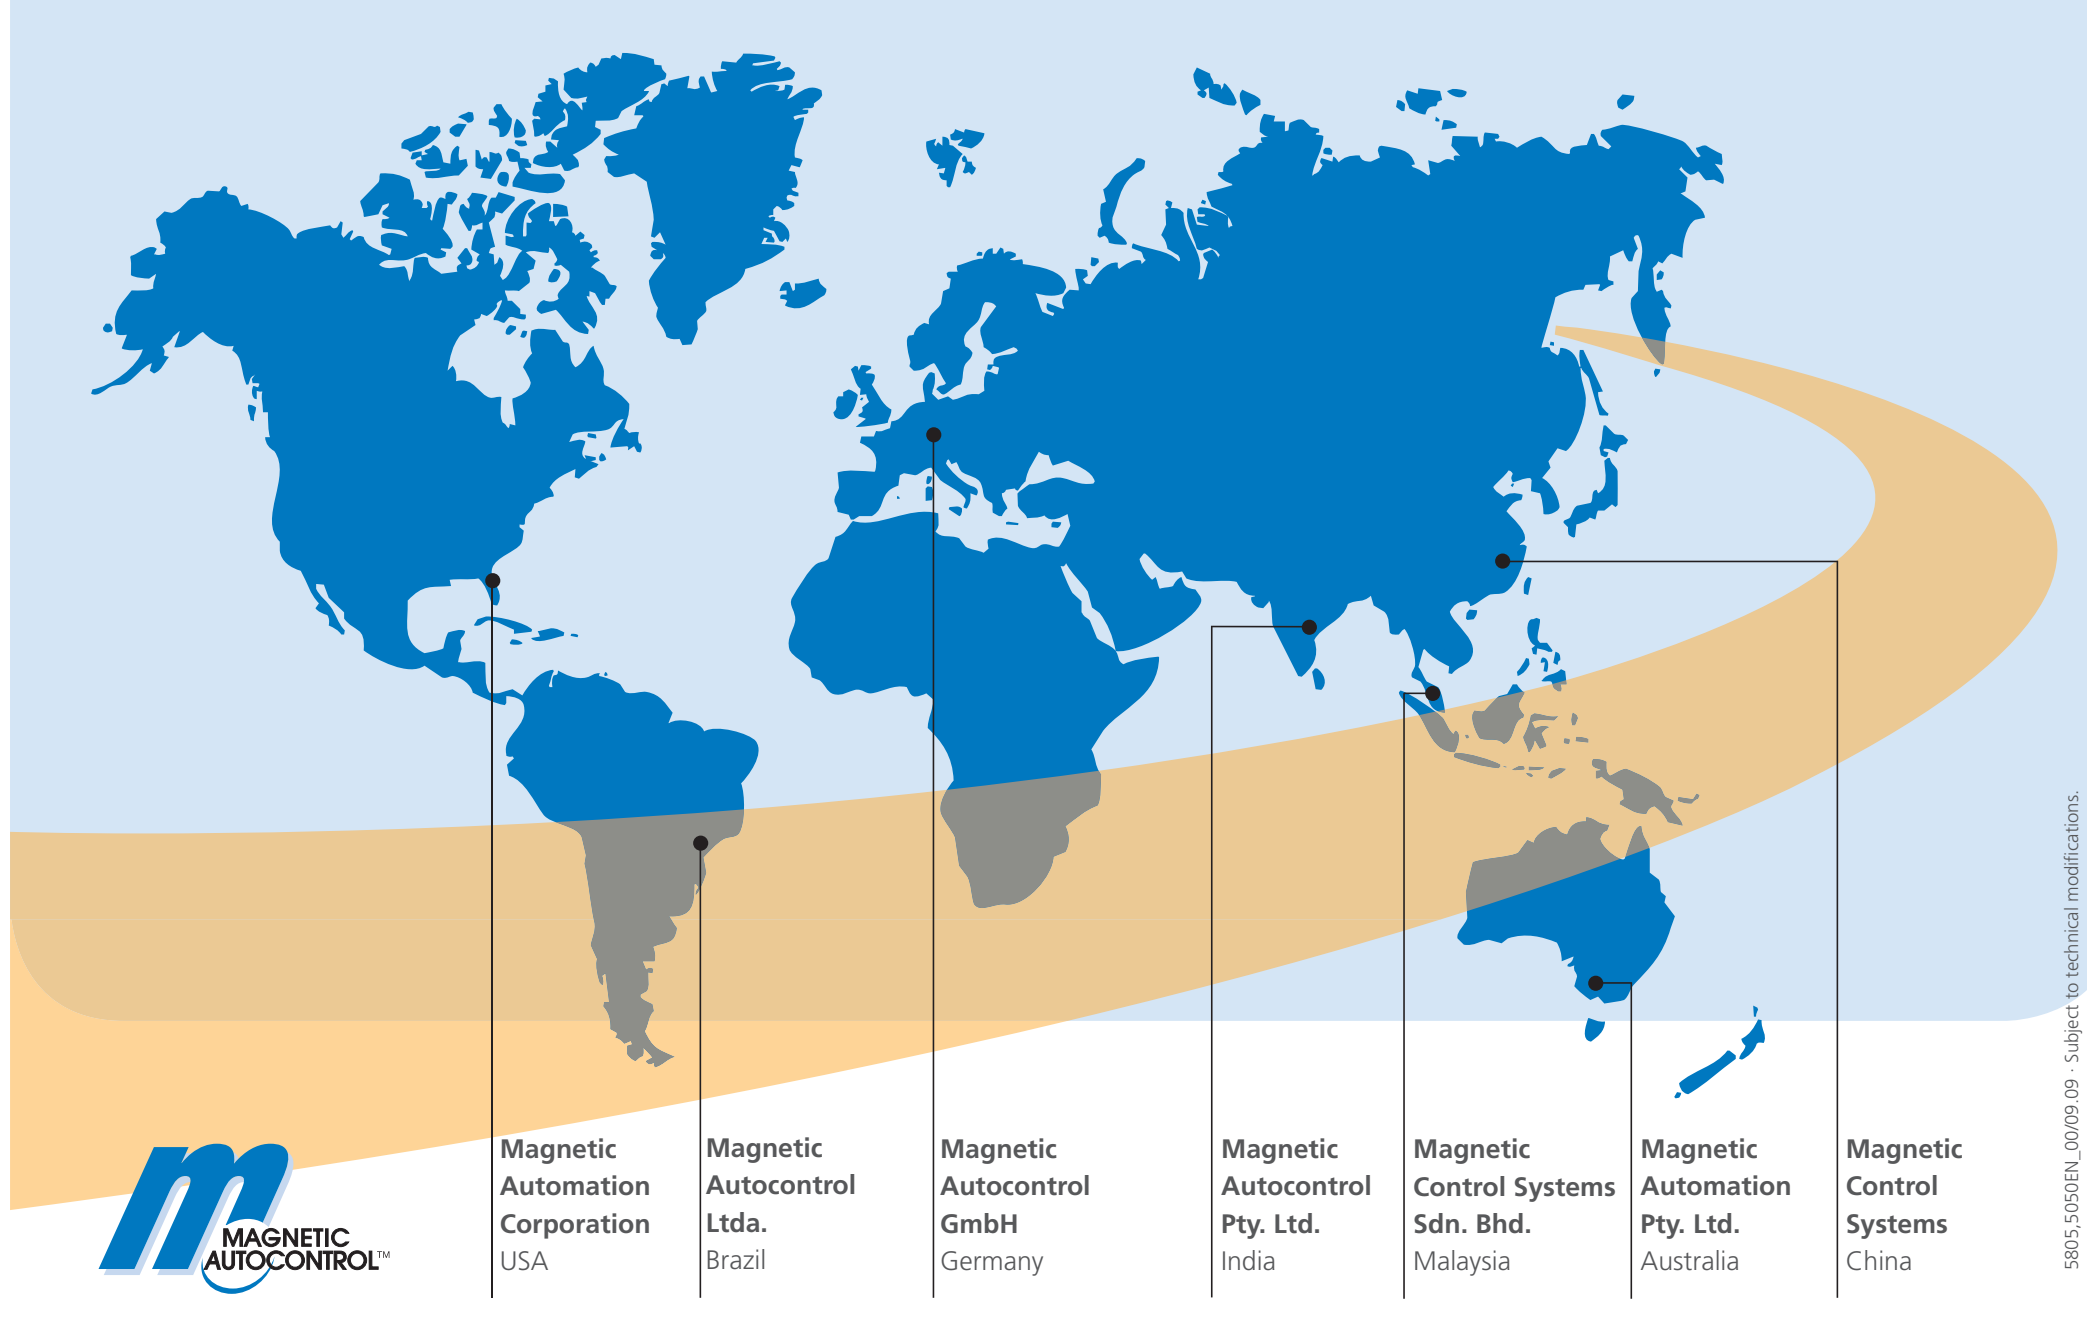 Magnetic
Automation
Corporation
USA
Magnetic
Autocontrol
Ltda.
Brazil
Magnetic
Autocontrol
GmbH
Germany
Magnetic
Autocontrol
Pty. Ltd.
India
Magnetic
Control Systems
Sdn. Bhd.
Malaysia
Magnetic
Automation
Pty. Ltd.
Australia
Magnetic
Control
Systems
China
MAGNETIC
AUTOCONTROL™
5805,5050EN_00/09.09 · Subject to technical modifications.